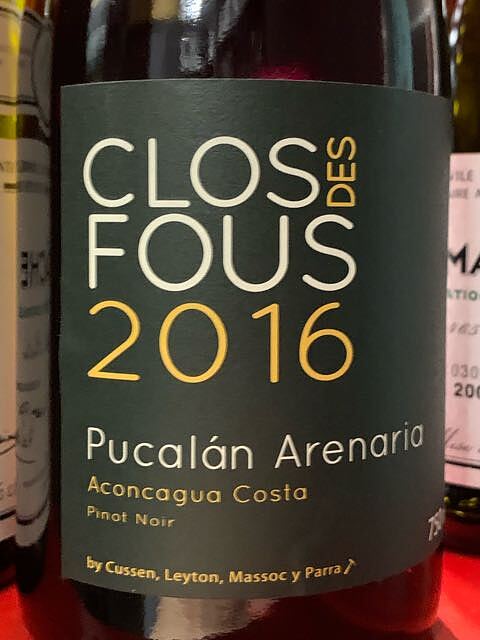 CLOS DES
FOUS
2016
Pucalán Arenaria
Aconcagua Costa
Pinot Noir
by Cussen, Leyton, Massoc y Parra